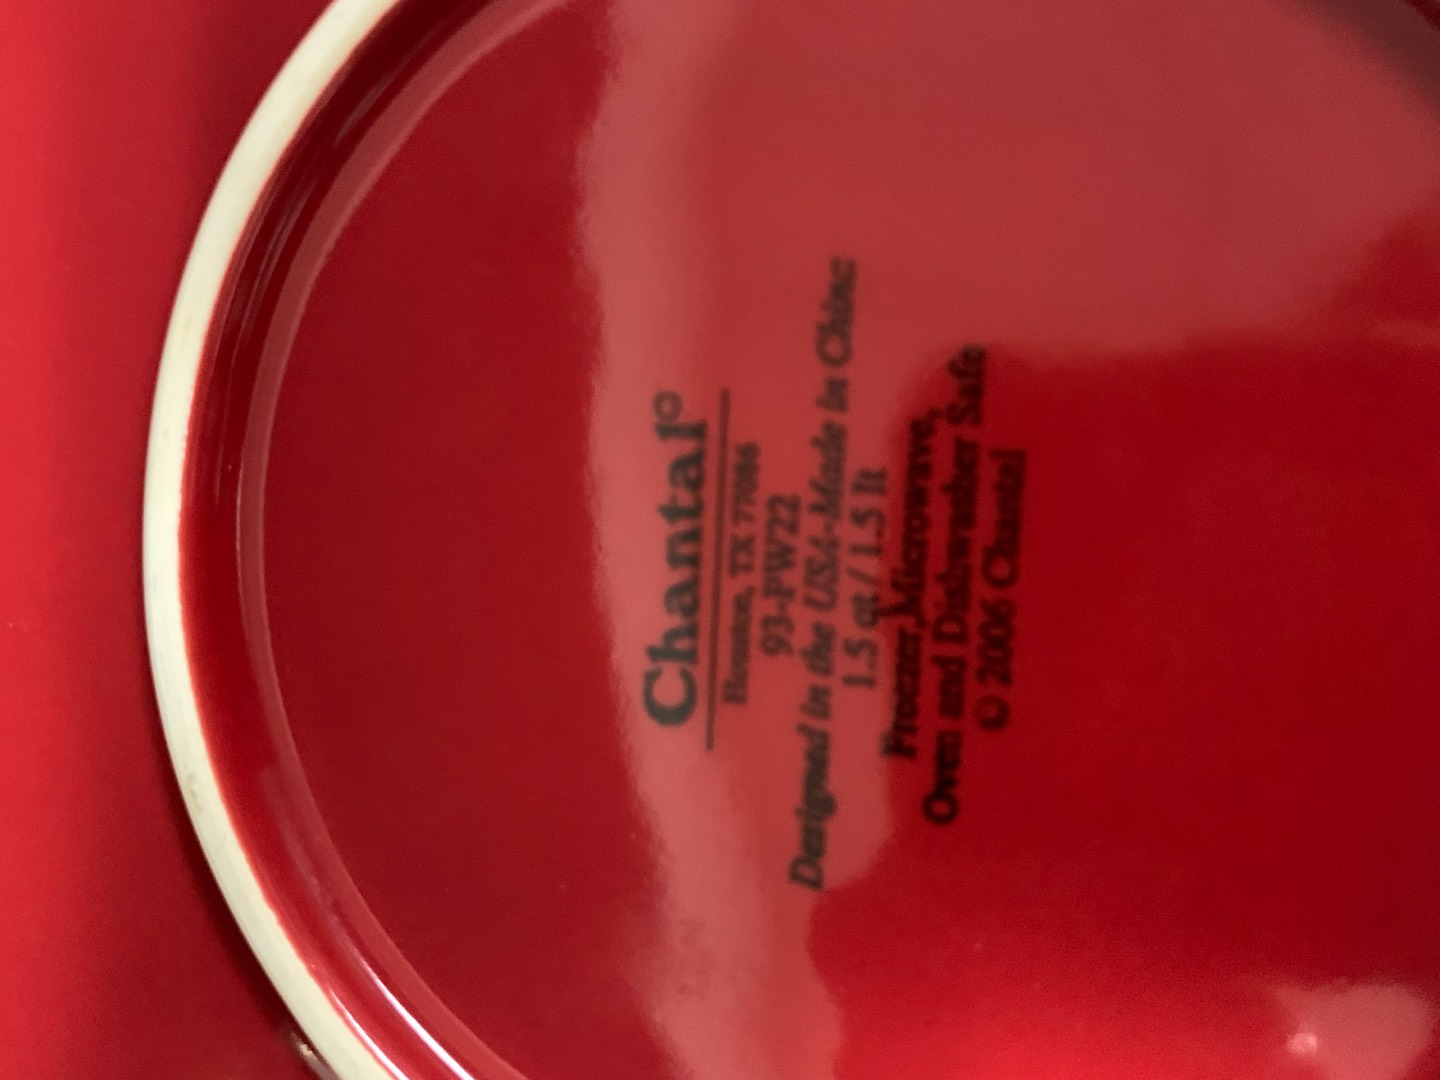 Chantal®
Houston, TX 77086
93-PW22
Designed in the USA-Made in China
1.5 qt / 1.5 lt
Freezer, Microwave,
Oven and Dishwasher Safe
© 2006 Chantal